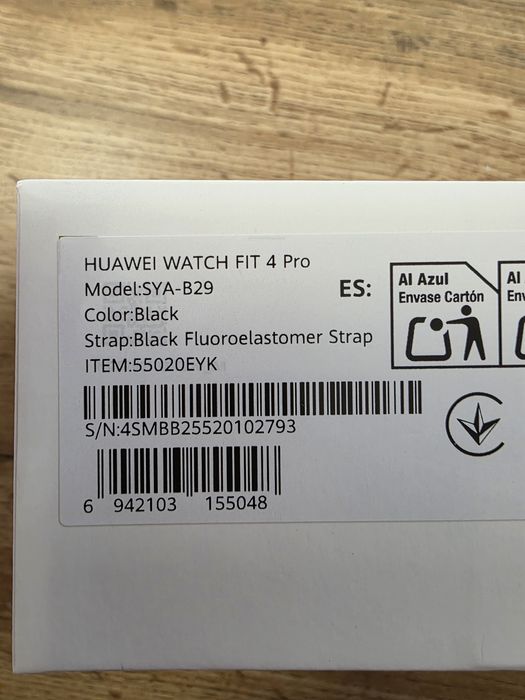 HUAWEI WATCH FIT 4 Pro
Model:SYA-B29
Color:Black
Strap:Black Fluoroelastomer Strap
ITEM:55020EYK
S/N:4SMBB25520102793
6 942103 155048
ES:
Al Azul
Envase Cartón
Al